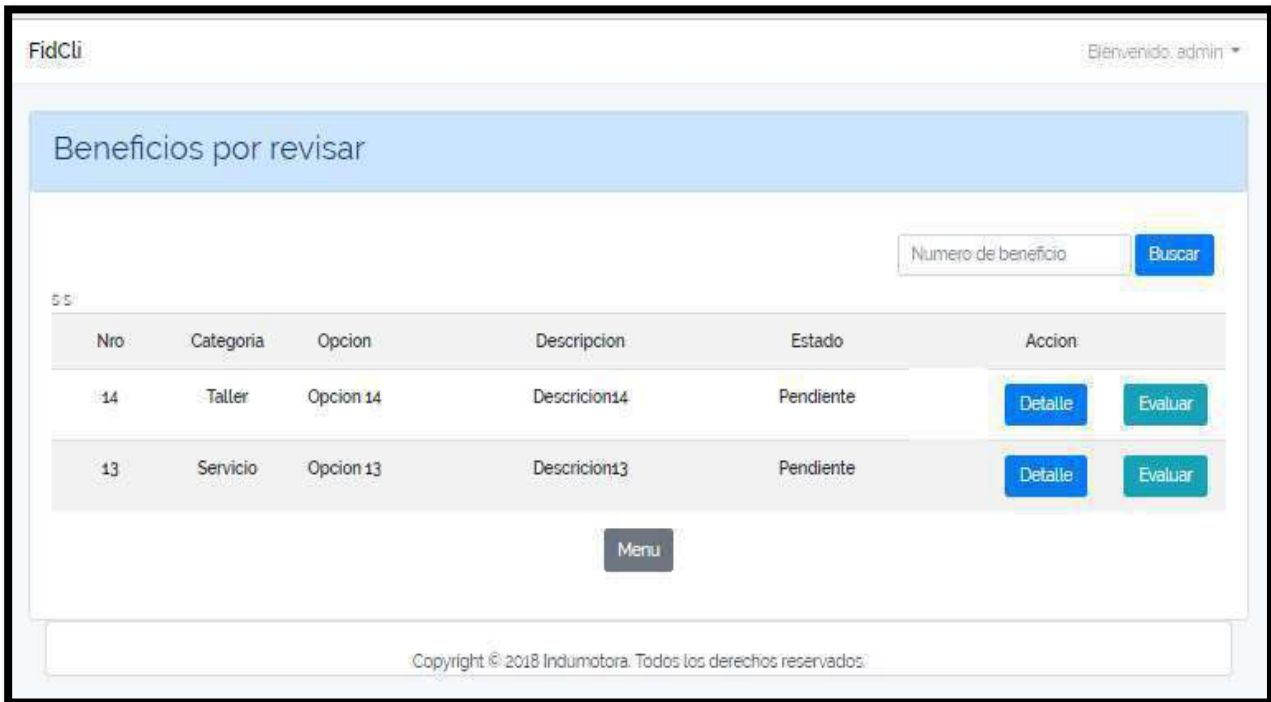 FidCli Bienvenido, admin
Beneficios por revisar
Numero de beneficio Buscar
s s
Nro Categoria Opcion Descripcion Estado Accion
14 Taller Opcion 14 Descricion14 Pendiente Detalle Evaluar
13 Servicio Opcion 13 Descricion13 Pendiente Detalle Evaluar
Menu
Copyright © 2018 Indumotora. Todos los derechos reservados.